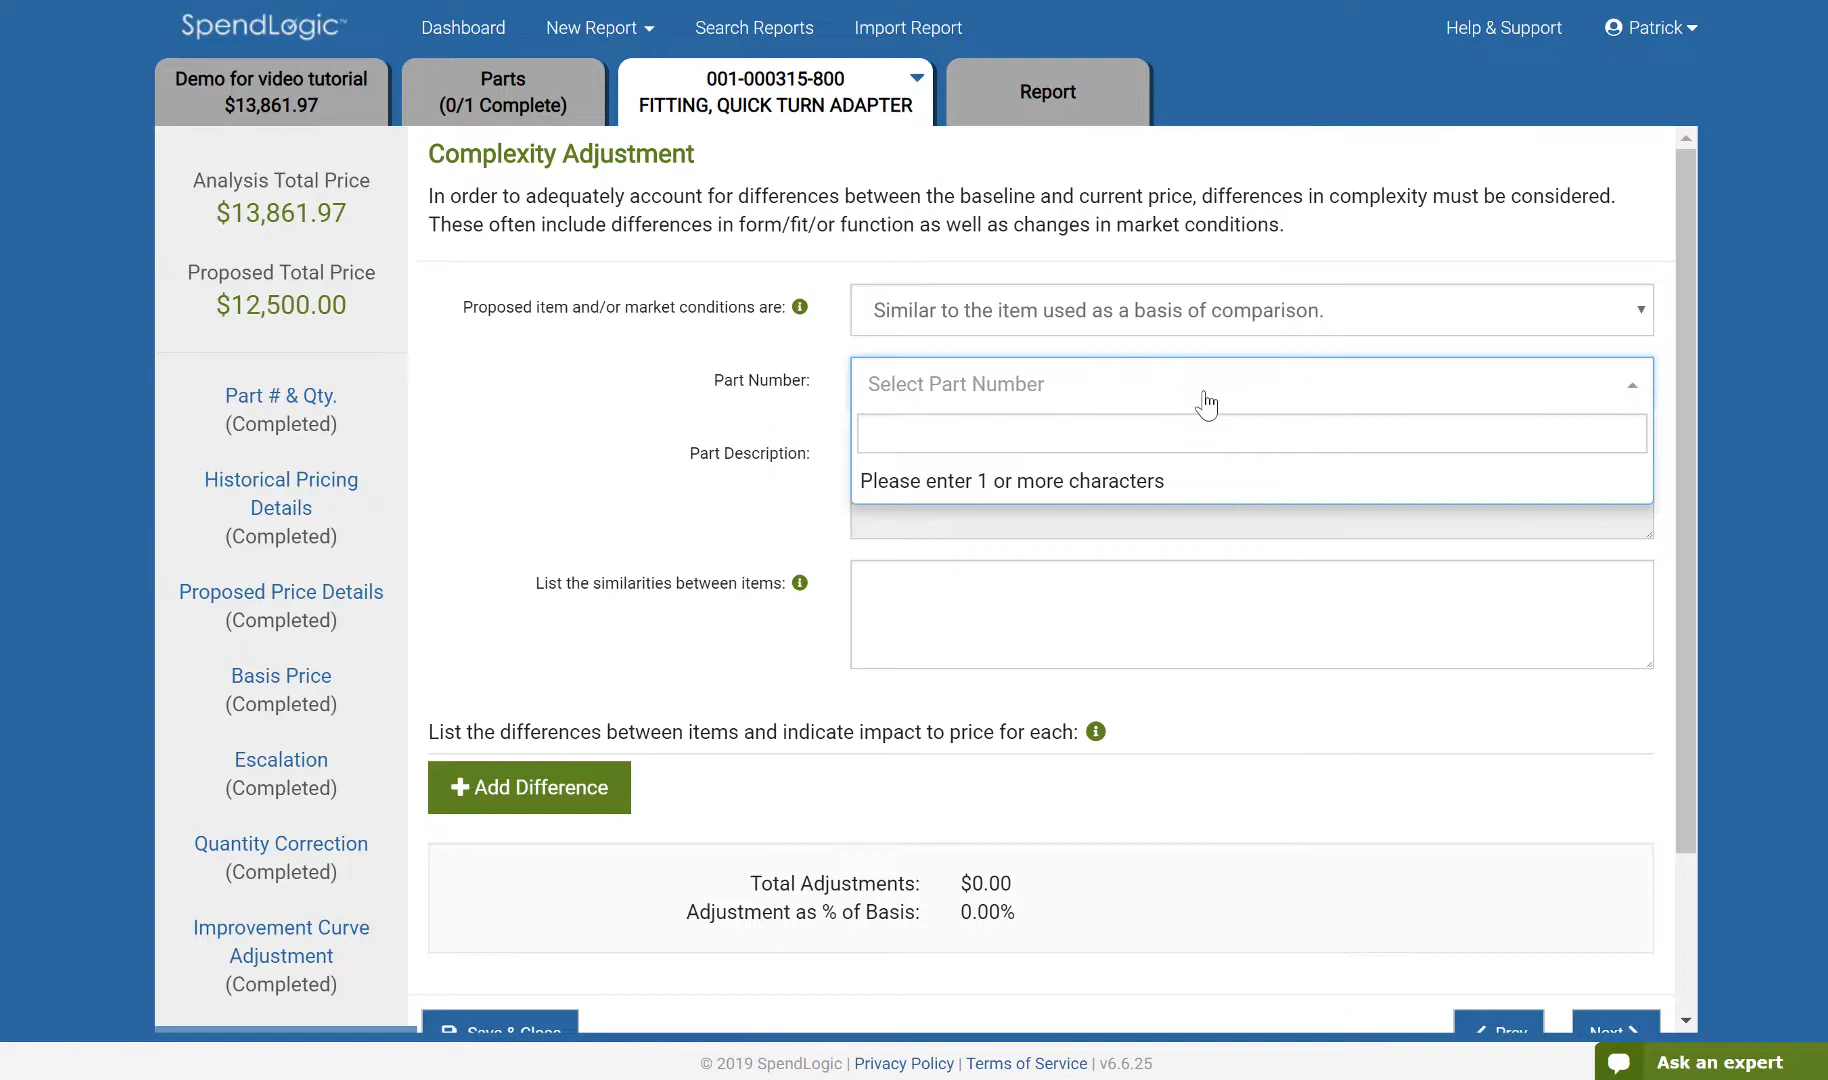 SpendLogic™
Dashboard
New Report
Search Reports
Import Report
Help & Support
Patrick
Demo for video tutorial
$13,861.97
Parts
(0/1 Complete)
001-000315-800
FITTING, QUICK TURN ADAPTER
Report
Analysis Total Price
$13,861.97
Proposed Total Price
$12,500.00
Part # & Qty.
(Completed)
Historical Pricing
Details
(Completed)
Proposed Price Details
(Completed)
Basis Price
(Completed)
Escalation
(Completed)
Quantity Correction
(Completed)
Improvement Curve
Adjustment
(Completed)
Complexity Adjustment
In order to adequately account for differences between the baseline and current price, differences in complexity must be considered.
These often include differences in form/fit/or function as well as changes in market conditions.
Proposed item and/or market conditions are:
Similar to the item used as a basis of comparison.
Part Number:
Select Part Number
Please enter 1 or more characters
Part Description:
List the similarities between items:
List the differences between items and indicate impact to price for each:
Add Difference
Total Adjustments: $0.00
Adjustment as % of Basis: 0.00%
Save & Close
Prev
Next
© 2019 SpendLogic | Privacy Policy | Terms of Service | v6.6.25
Ask an expert